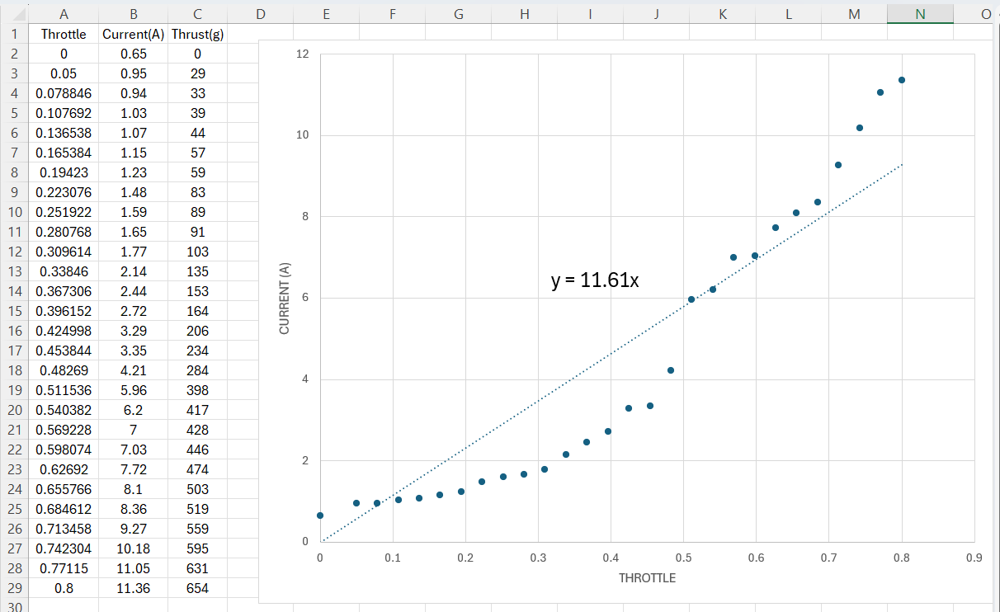 A B C D E F G H I J K L M N O
1 Throttle Current(A) Thrust(g)
2 0 0.65 0
3 0.05 0.95 29
4 0.078846 0.94 33
5 0.107692 1.03 39
6 0.136538 1.07 44
7 0.165384 1.15 57
8 0.19423 1.23 59
9 0.223076 1.48 83
10 0.251922 1.59 89
11 0.280768 1.65 91
12 0.309614 1.77 103
13 0.33846 2.14 135
14 0.367306 2.44 153
15 0.396152 2.72 164
16 0.424998 3.29 206
17 0.453844 3.35 234
18 0.48269 4.21 284
19 0.511536 5.96 398
20 0.540382 6.2 417
21 0.569228 7 428
22 0.598074 7.03 446
23 0.62692 7.72 474
24 0.655766 8.1 503
25 0.684612 8.36 519
26 0.713458 9.27 559
27 0.742304 10.18 595
28 0.77115 11.05 631
29 0.8 11.36 654
30
12
10
8
6
4
2
0
CURRENT (A)
y = 11.61x
0 0.1 0.2 0.3 0.4 0.5 0.6 0.7 0.8 0.9
THROTTLE